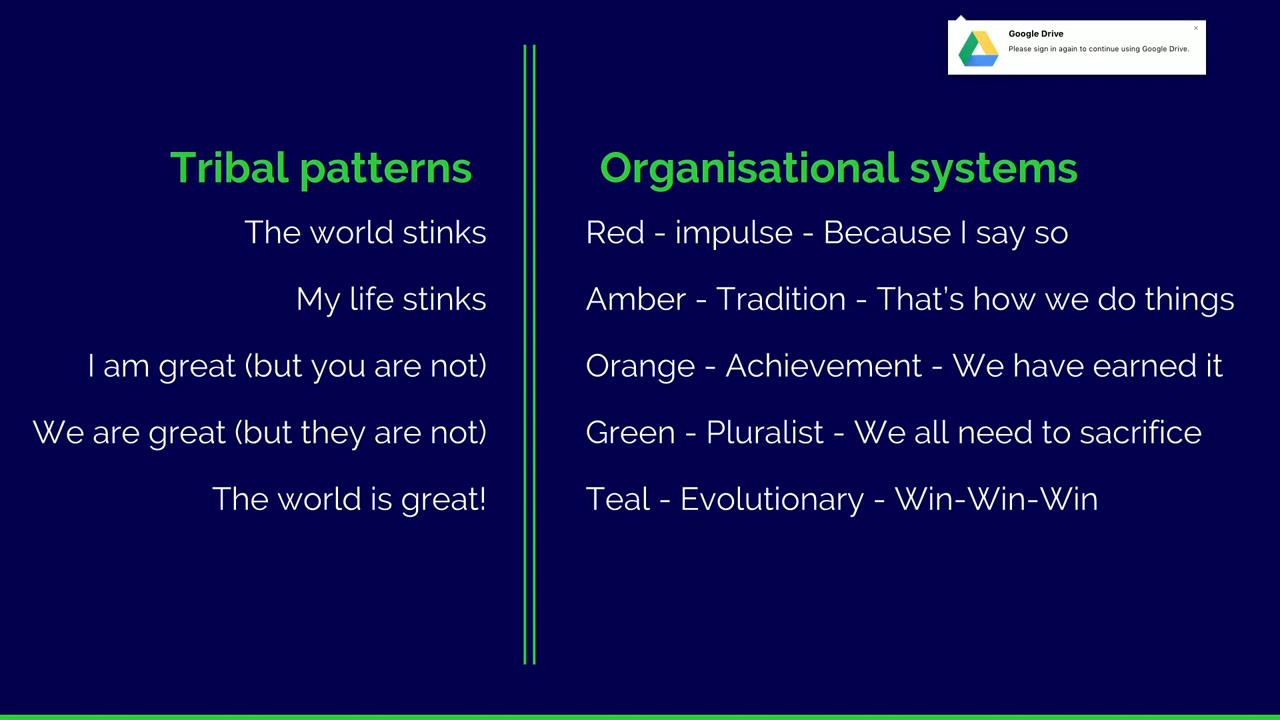 Google Drive
Please sign in again to continue using Google Drive.
Tribal patterns
The world stinks
My life stinks
I am great (but you are not)
We are great (but they are not)
The world is great!
Organisational systems
Red - impulse - Because I say so
Amber - Tradition - That’s how we do things
Orange - Achievement - We have earned it
Green - Pluralist - We all need to sacrifice
Teal - Evolutionary - Win-Win-Win